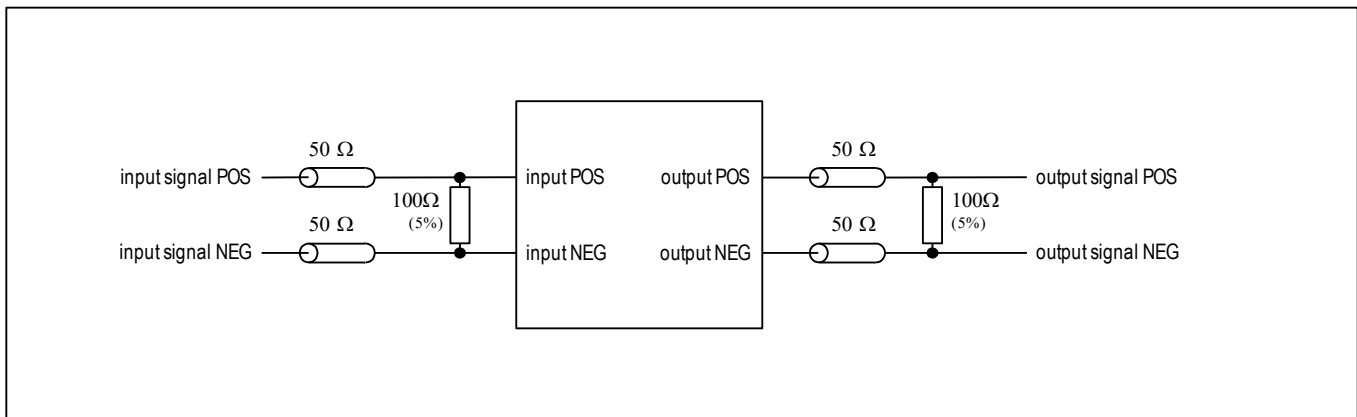 50 Ω
50 Ω
input signal POS
input POS
output POS
output signal POS
100Ω
(5%)
100Ω
(5%)
50 Ω
50 Ω
input signal NEG
input NEG
output NEG
output signal NEG